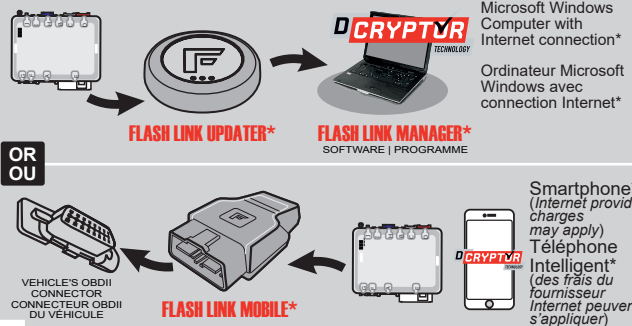 DCRYPTOR
TECHNOLOGY
Microsoft Windows
Computer with
Internet connection*
Ordinateur Microsoft
Windows avec
connection Internet*
FLASH LINK UPDATER*
FLASH LINK MANAGER*
SOFTWARE | PROGRAMME
OR
OU
VEHICLE'S OBDII
CONNECTOR
CONNECTEUR OBDII
DU VÉHICULE
FLASH LINK MOBILE*
DCRYPTOR
TECHNOLOGY
Smartphone
(Internet provid
charges
may apply)
Téléphone
Intelligent*
(des frais du
fournisseur
Internet peuver
s'appliquer)